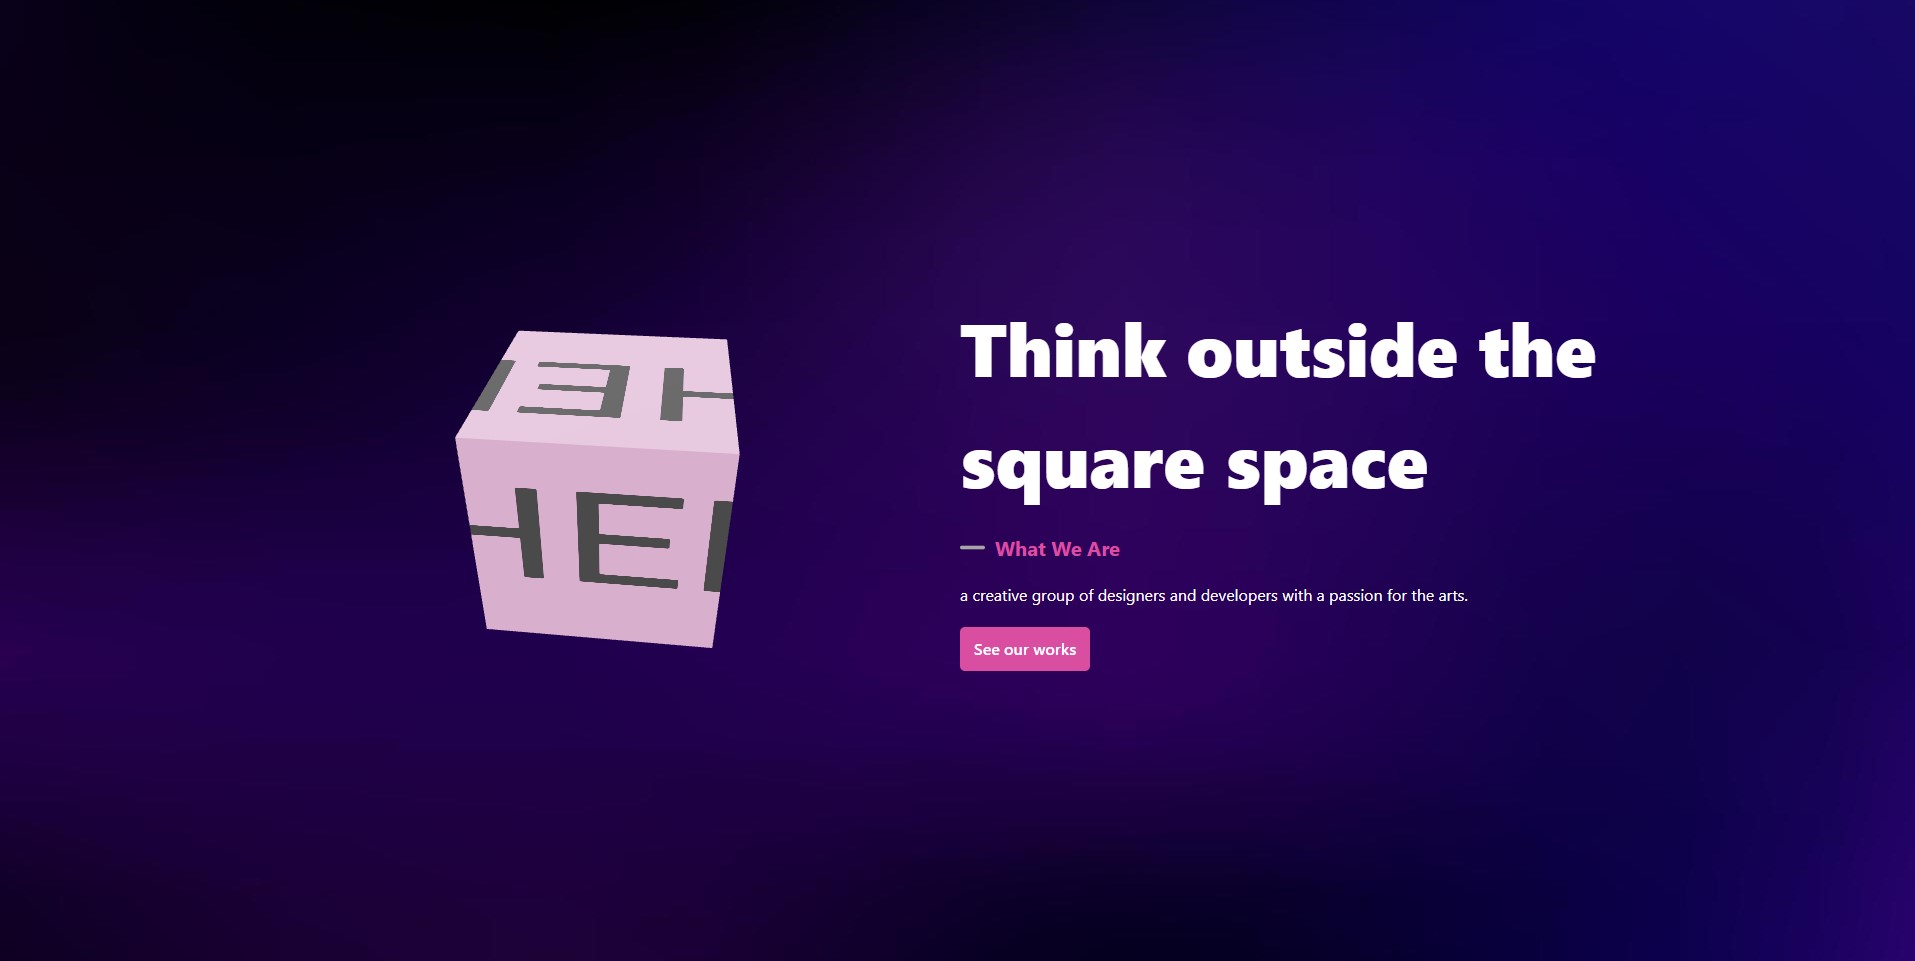 Think outside the
square space
What We Are
a creative group of designers and developers with a passion for the arts.
See our works